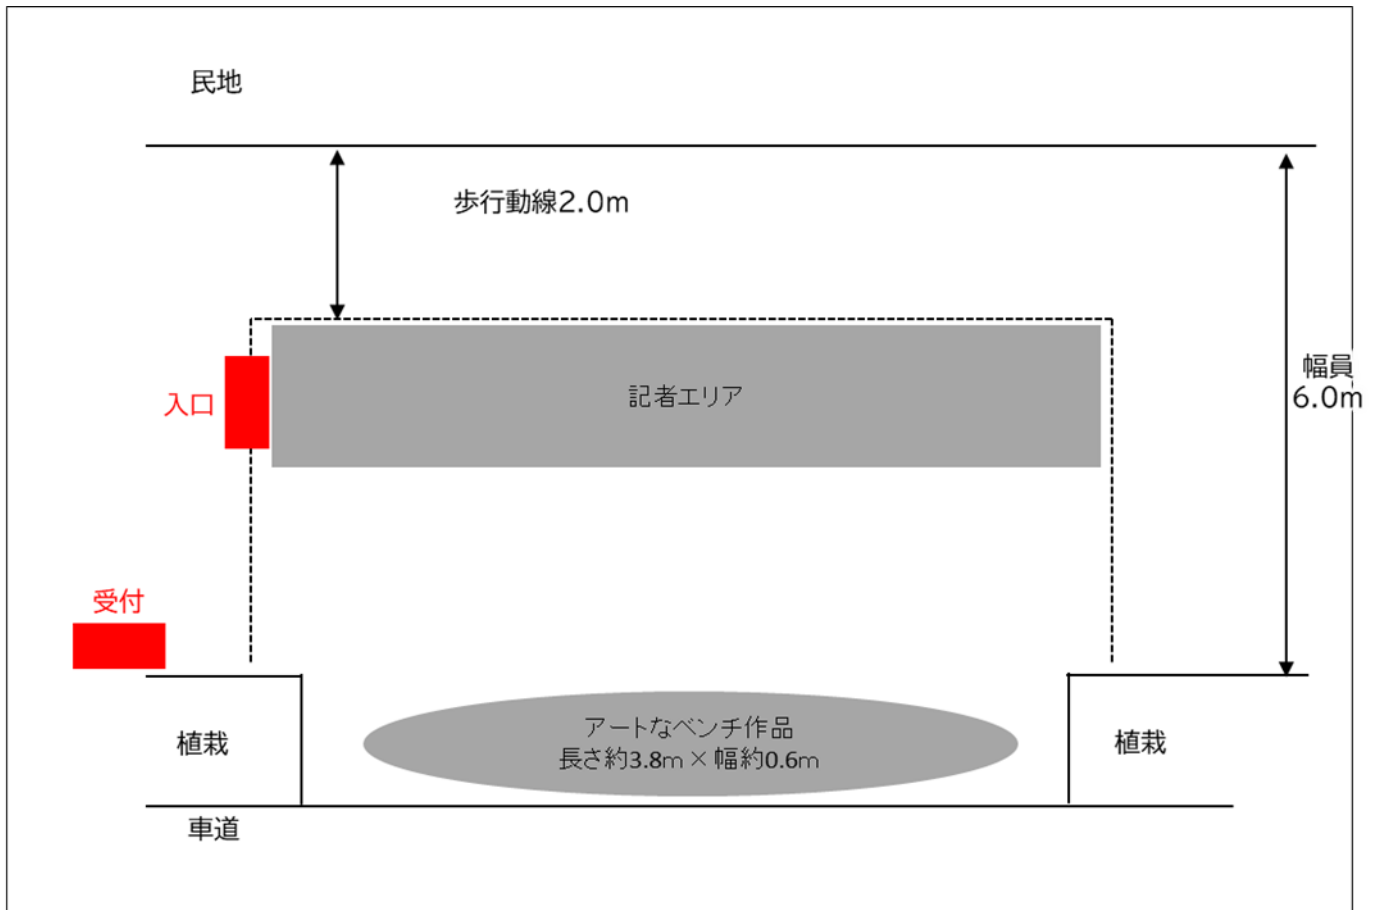 民地
歩行動線2.0m
幅員
6.0m
入口
記者エリア
受付
植栽
アートなベンチ作品
長さ約3.8m×幅約0.6m
植栽
車道